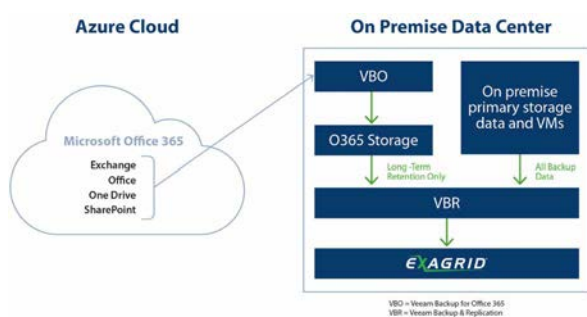 Azure Cloud
On Premise Data Center
Microsoft Office 365
Exchange
Office
One Drive
SharePoint
VBO
O365 Storage
On premise
primary storage
data and VMs
Long -Term
Retention Only
All Backup
Data
VBR
EXAGRID
VBO = Veeam Backup for Office 365
VBR = Veeam Backup & Replication